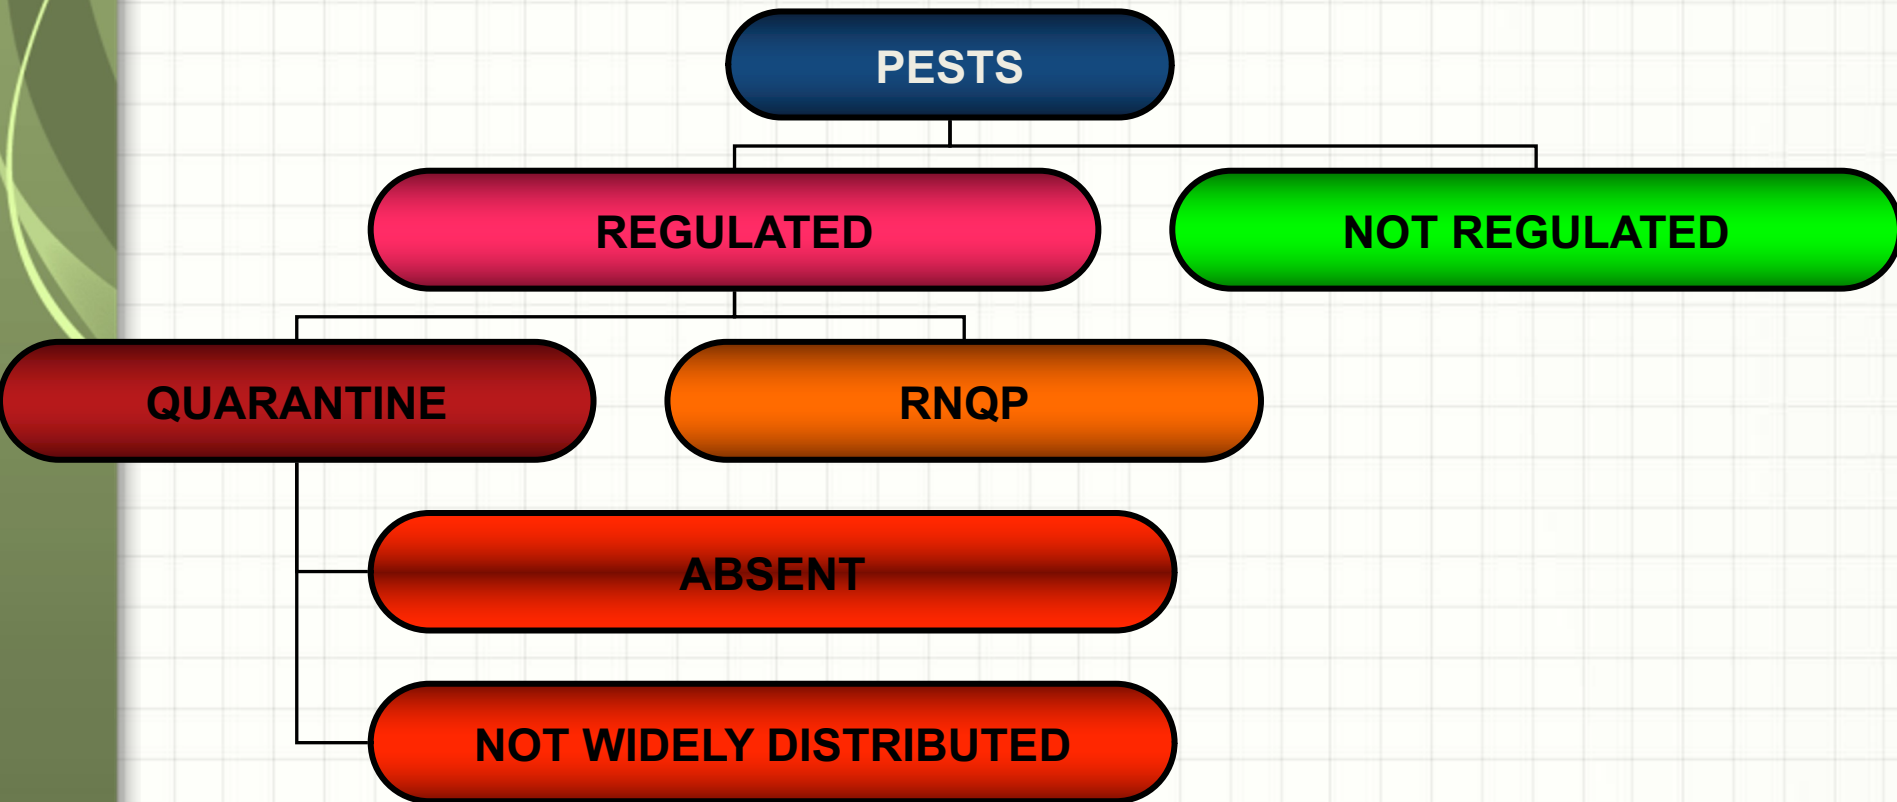 PESTS
REGULATED
NOT REGULATED
QUARANTINE
RNQP
ABSENT
NOT WIDELY DISTRIBUTED